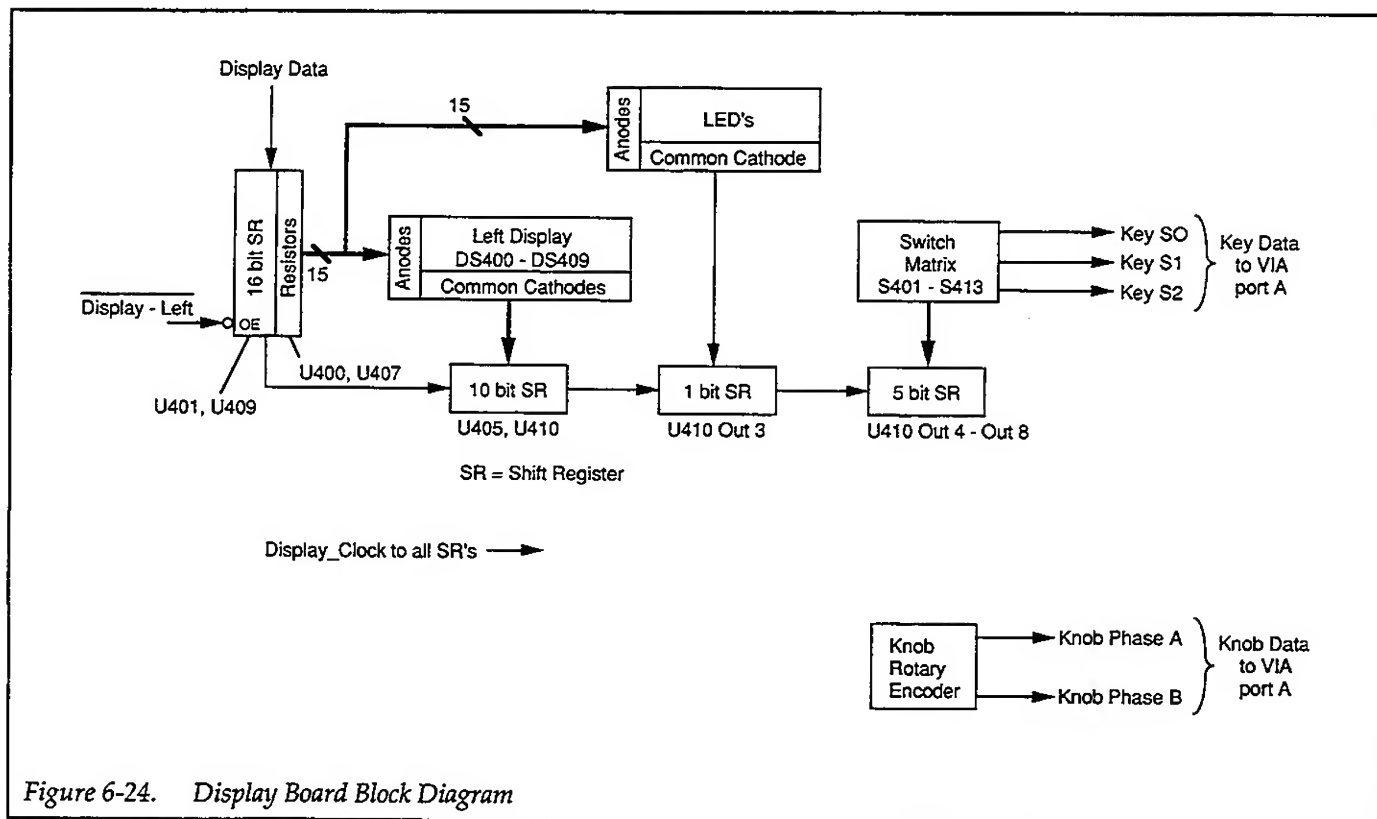 Display Data
15
Anodes
LED's
Common Cathode
16 bit SR
Resistors
15
Anodes
Left Display
DS400 - DS409
Common Cathodes
Switch
Matrix
S401 - S413
Key SO
Key S1
Key S2
Key Data
to VIA
port A
Display - Left
OE
U400, U407
U401, U409
10 bit SR
1 bit SR
5 bit SR
U405, U410
U410 Out 3
U410 Out 4 - Out 8
SR = Shift Register
Display_Clock to all SR's
Knob
Rotary
Encoder
Knob Phase A
Knob Phase B
Knob Data
to VIA
port A
Figure 6-24. Display Board Block Diagram